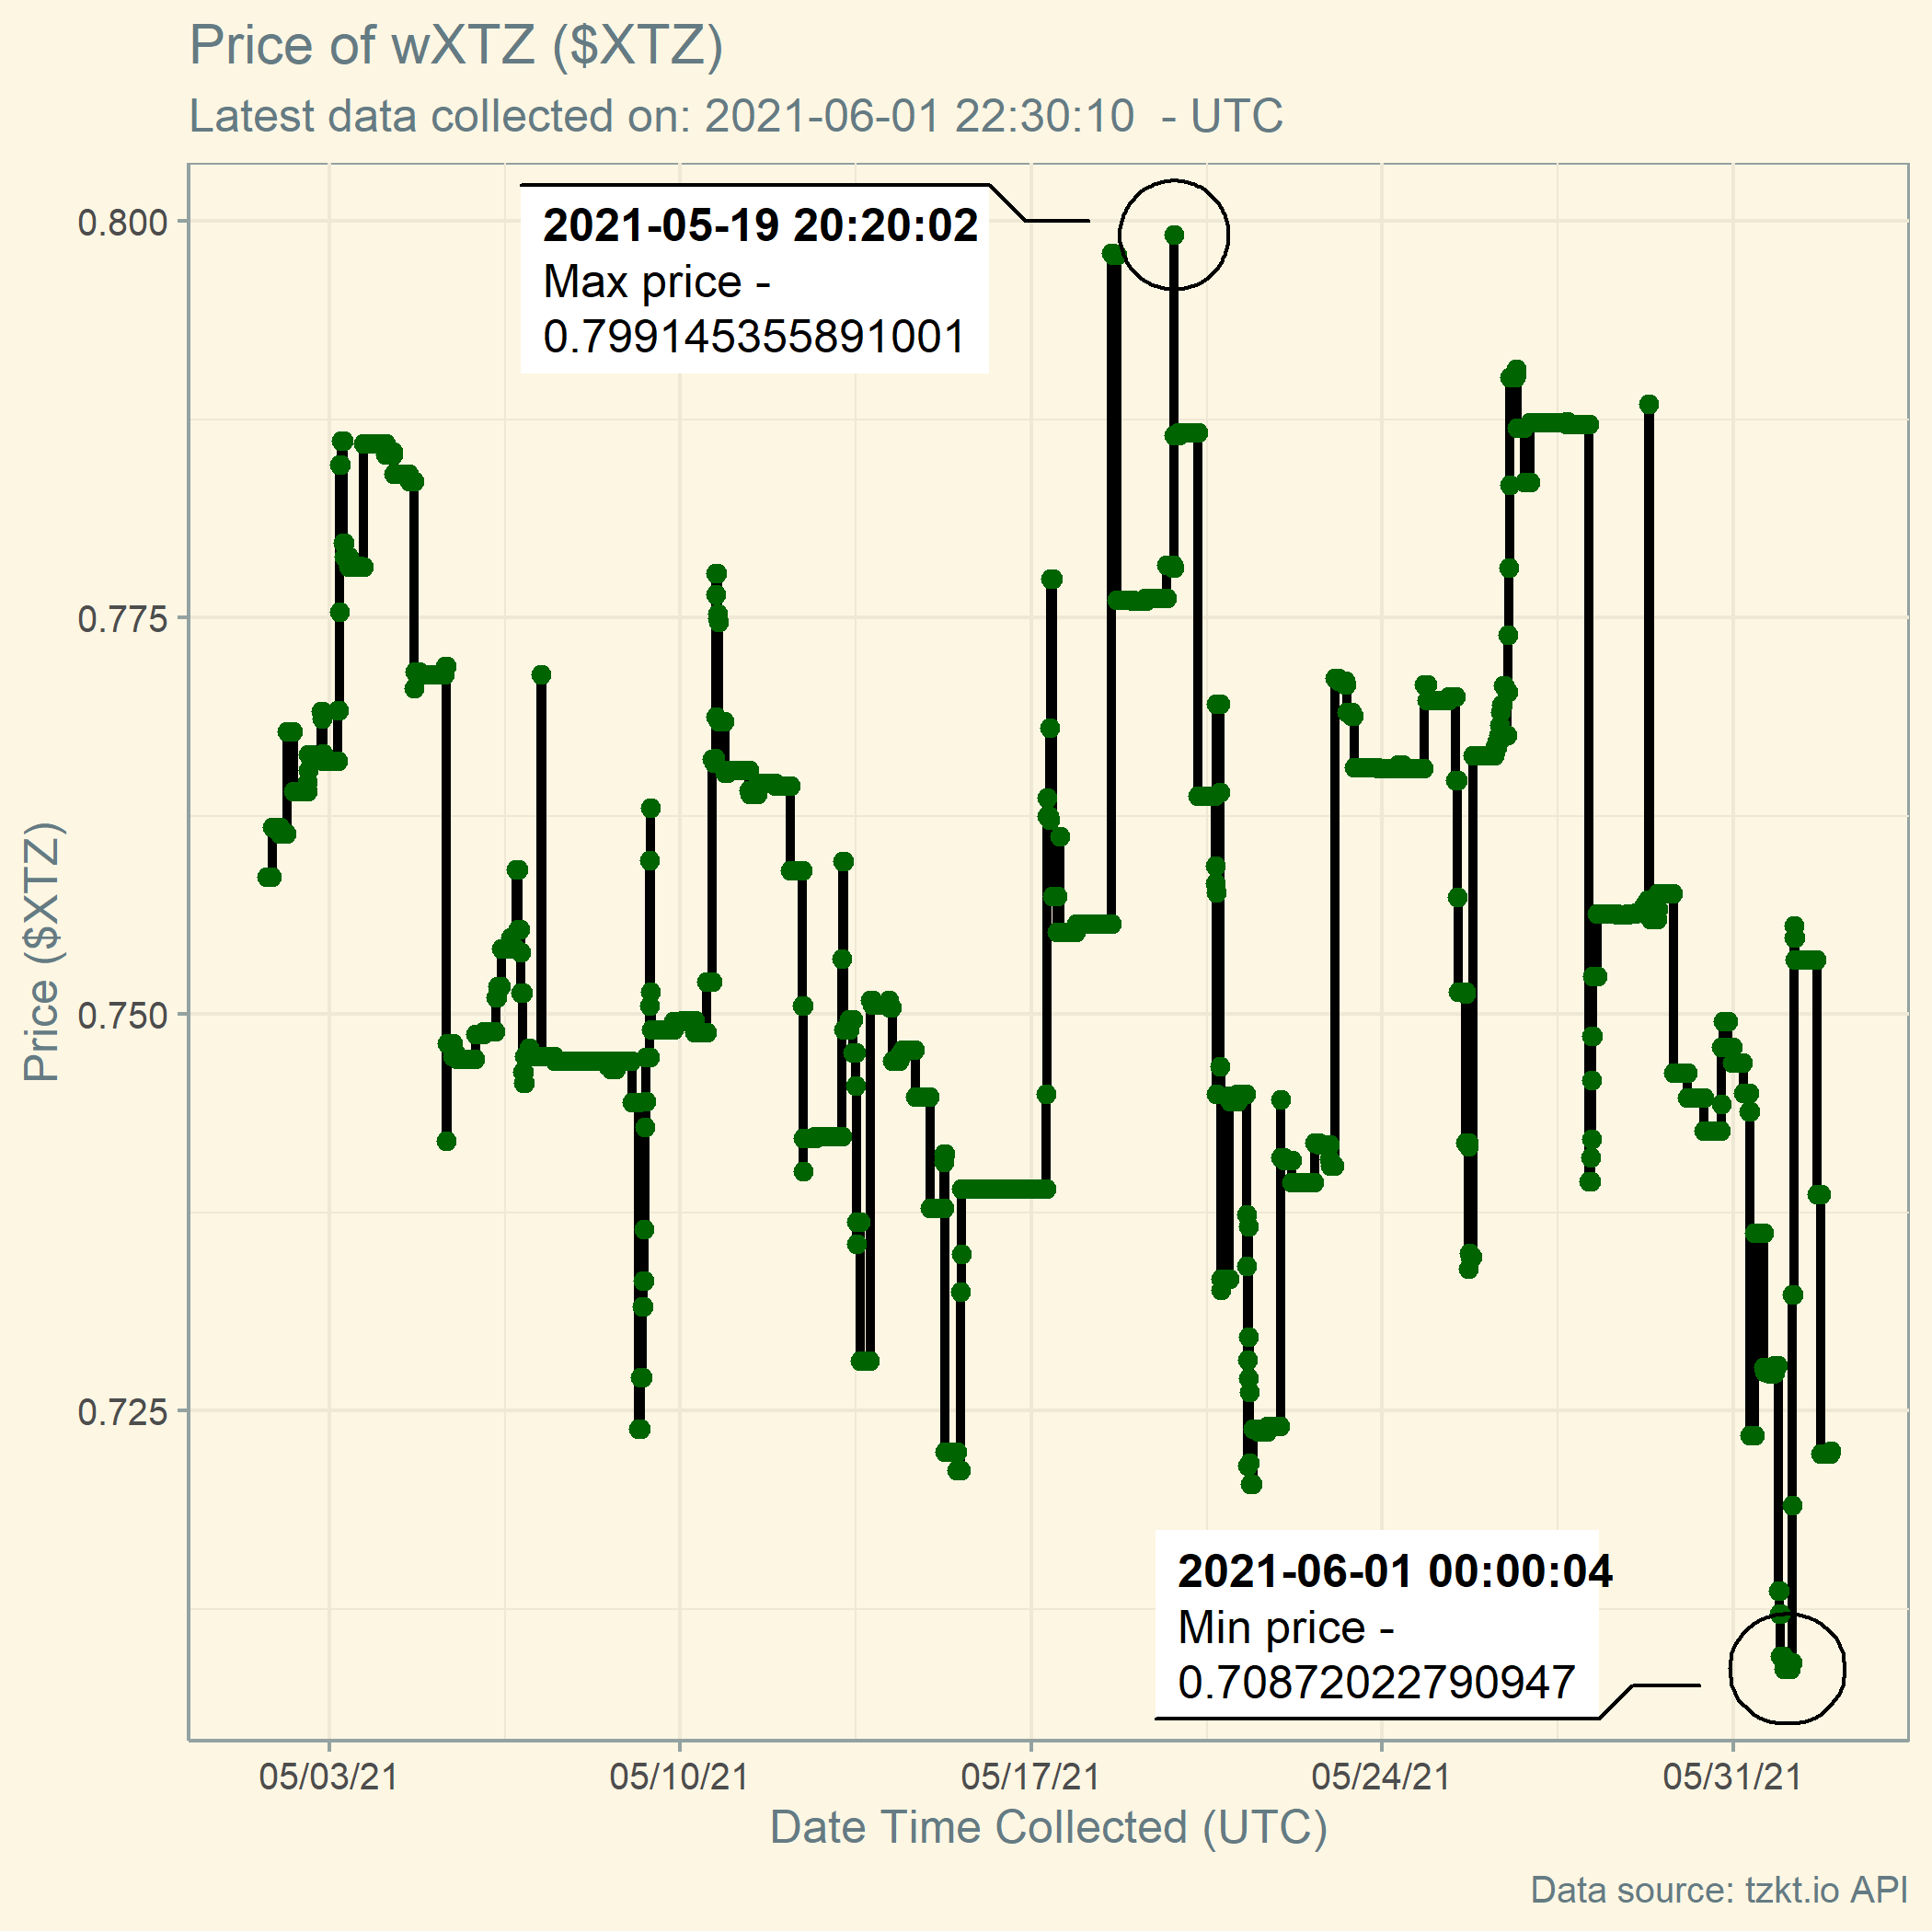 Price of wXTZ ($XTZ)
Latest data collected on: 2021-06-01 22:30:10  - UTC
2021-05-19 20:20:02
Max price -
0.799145355891001
0.800
0.775
0.750
0.725
Price ($XTZ)
2021-06-01 00:00:04
Min price -
0.70872022790947
05/03/21
05/10/21
05/17/21
05/24/21
05/31/21
Date Time Collected (UTC)
Data source: tzkt.io API